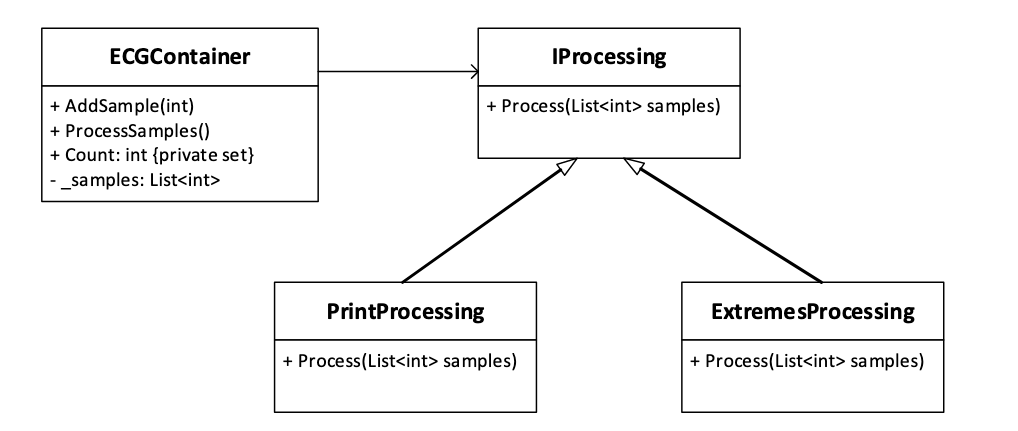 ECGContainer
+ AddSample(int)
+ ProcessSamples()
+ Count: int {private set}
- _samples: List<int>
IProcessing
+ Process(List<int> samples)
PrintProcessing
+ Process(List<int> samples)
ExtremesProcessing
+ Process(List<int> samples)